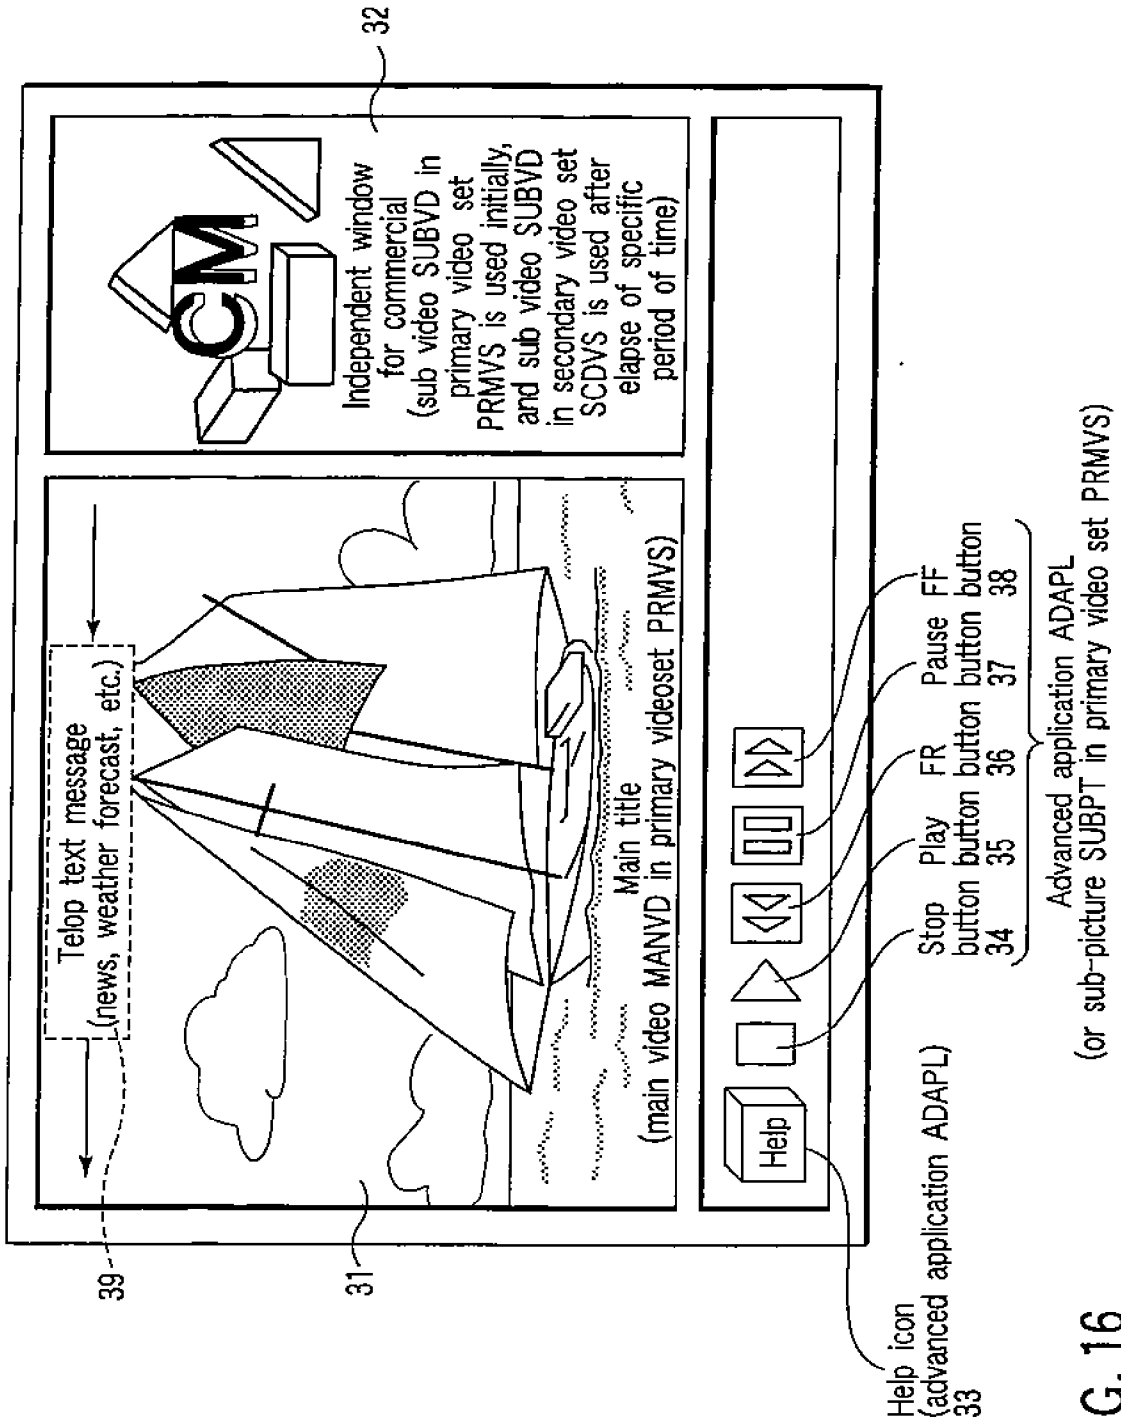 39
Telop text message
(news, weather forecast, etc.)
31
Main title
(main video MANVD in primary videoset PRMVS)
CM
32
Independent window
for commercial
(sub video SUBVD in
primary video set
PRMVS is used initially,
and sub video SUBVD
in secondary video set
SCDVS is used after
elapse of specific
period of time)
Help
Help icon
(advanced application ADAPL)
33
Stop
button
34
Play
button
35
FR
button
36
Pause
button
37
FF
button
38
Advanced application ADAPL
(or sub-picture SUBPT in primary video set PRMVS)
G. 16